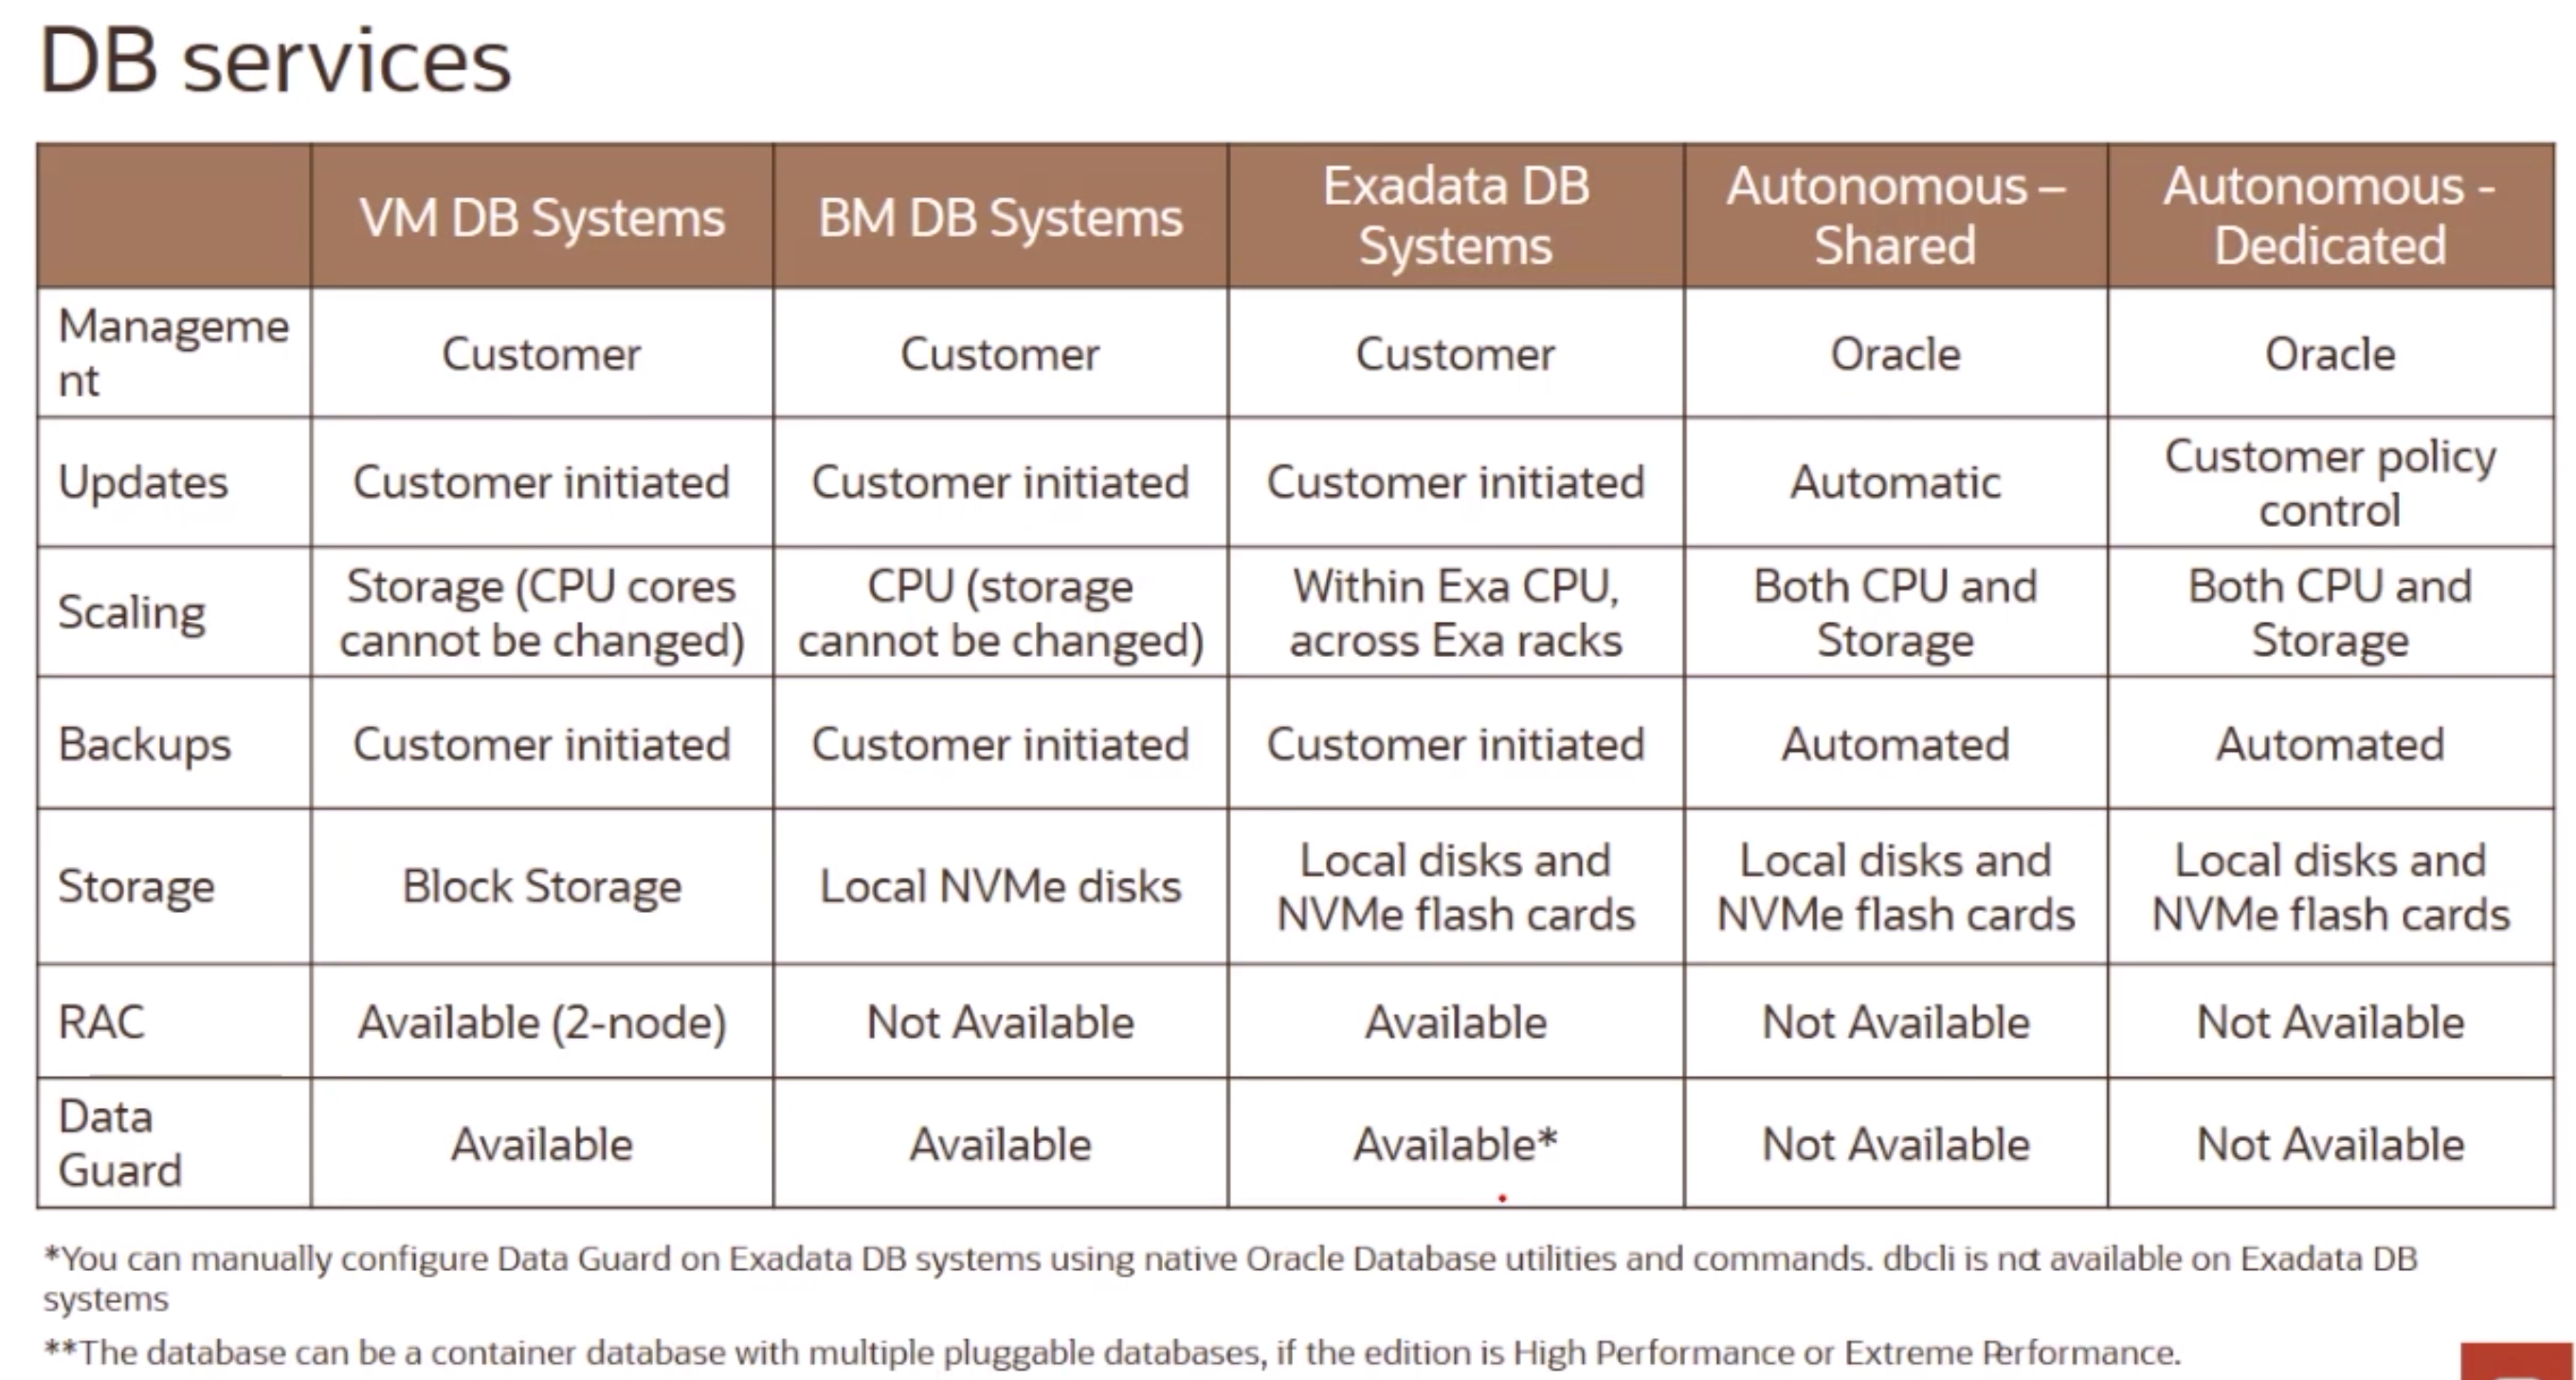 DB services
VM DB Systems
BM DB Systems
Exadata DB
Systems
Autonomous –
Shared
Autonomous -
Dedicated
Manageme
nt
Customer
Customer
Customer
Oracle
Oracle
Updates
Customer initiated
Customer initiated
Customer initiated
Automatic
Customer policy
control
Scaling
Storage (CPU cores
cannot be changed)
CPU (storage
cannot be changed)
Within Exa CPU,
across Exa racks
Both CPU and
Storage
Both CPU and
Storage
Backups
Customer initiated
Customer initiated
Customer initiated
Automated
Automated
Storage
Block Storage
Local NVMe disks
Local disks and
NVMe flash cards
Local disks and
NVMe flash cards
Local disks and
NVMe flash cards
RAC
Available (2-node)
Not Available
Available
Not Available
Not Available
Data
Guard
Available
Available
Available*
Not Available
Not Available
*You can manually configure Data Guard on Exadata DB systems using native Oracle Database utilities and commands. dbcli is not available on Exadata DB
systems
**The database can be a container database with multiple pluggable databases, if the edition is High Performance or Extreme Performance.